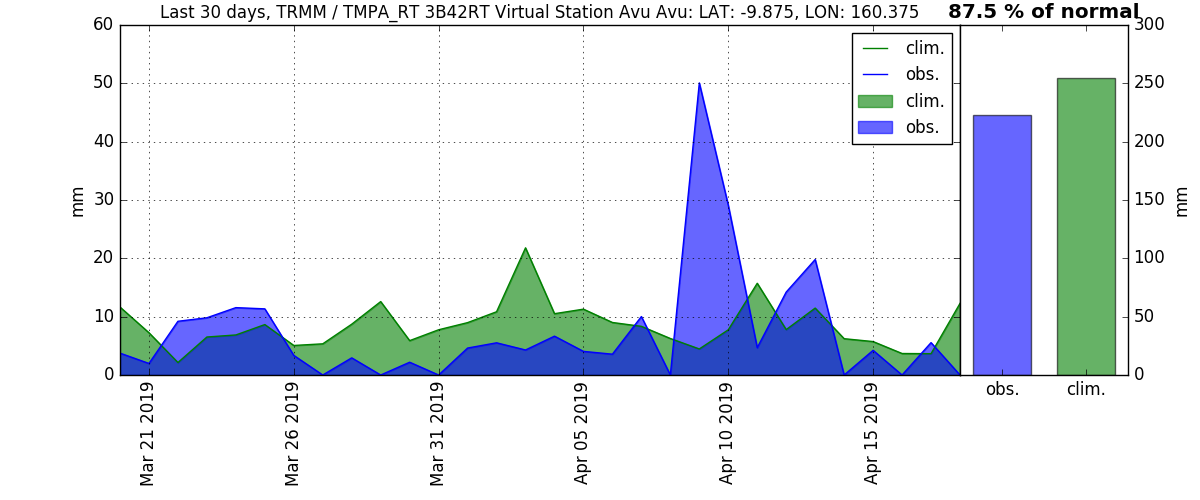 Last 30 days, TRMM / TMPA_RT 3B42RT Virtual Station Avu Avu: LAT: -9.875, LON: 160.375
87.5 % of normal
60
50
40
30
20
10
0
mm
clim.
obs.
clim.
obs.
Mar 21 2019
Mar 26 2019
Mar 31 2019
Apr 05 2019
Apr 10 2019
Apr 15 2019
300
250
200
150
100
50
0
mm
obs.
clim.